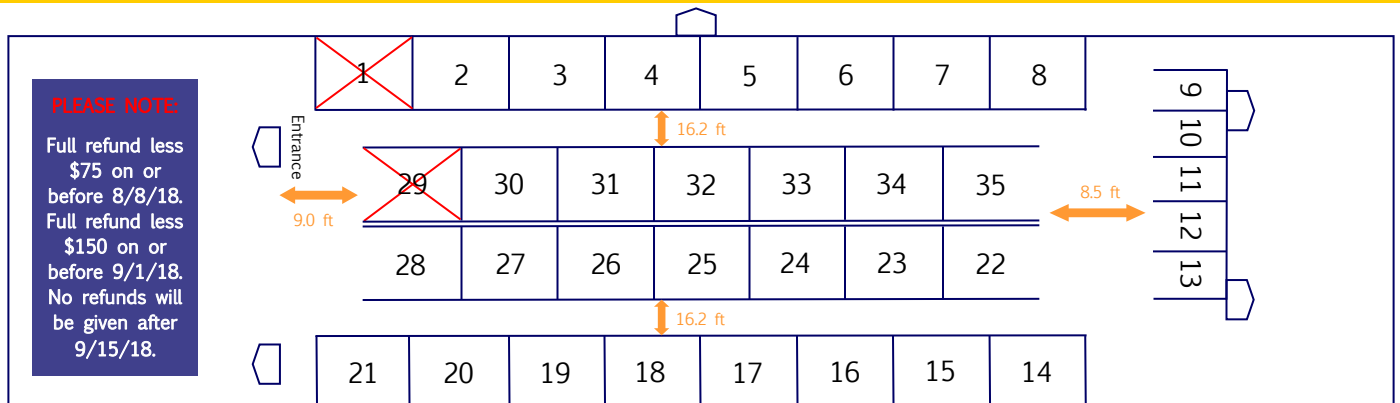 PLEASE NOTE:
Full refund less
$75 on or
before 8/8/18.
Full refund less
$150 on or
before 9/1/18.
No refunds will
be given after
9/15/18.
Entrance
9.0 ft
1 2 3 4 5 6 7 8
16.2 ft
29 30 31 32 33 34 35
28 27 26 25 24 23 22
16.2 ft
21 20 19 18 17 16 15 14
8.5 ft
9
10
11
12
13